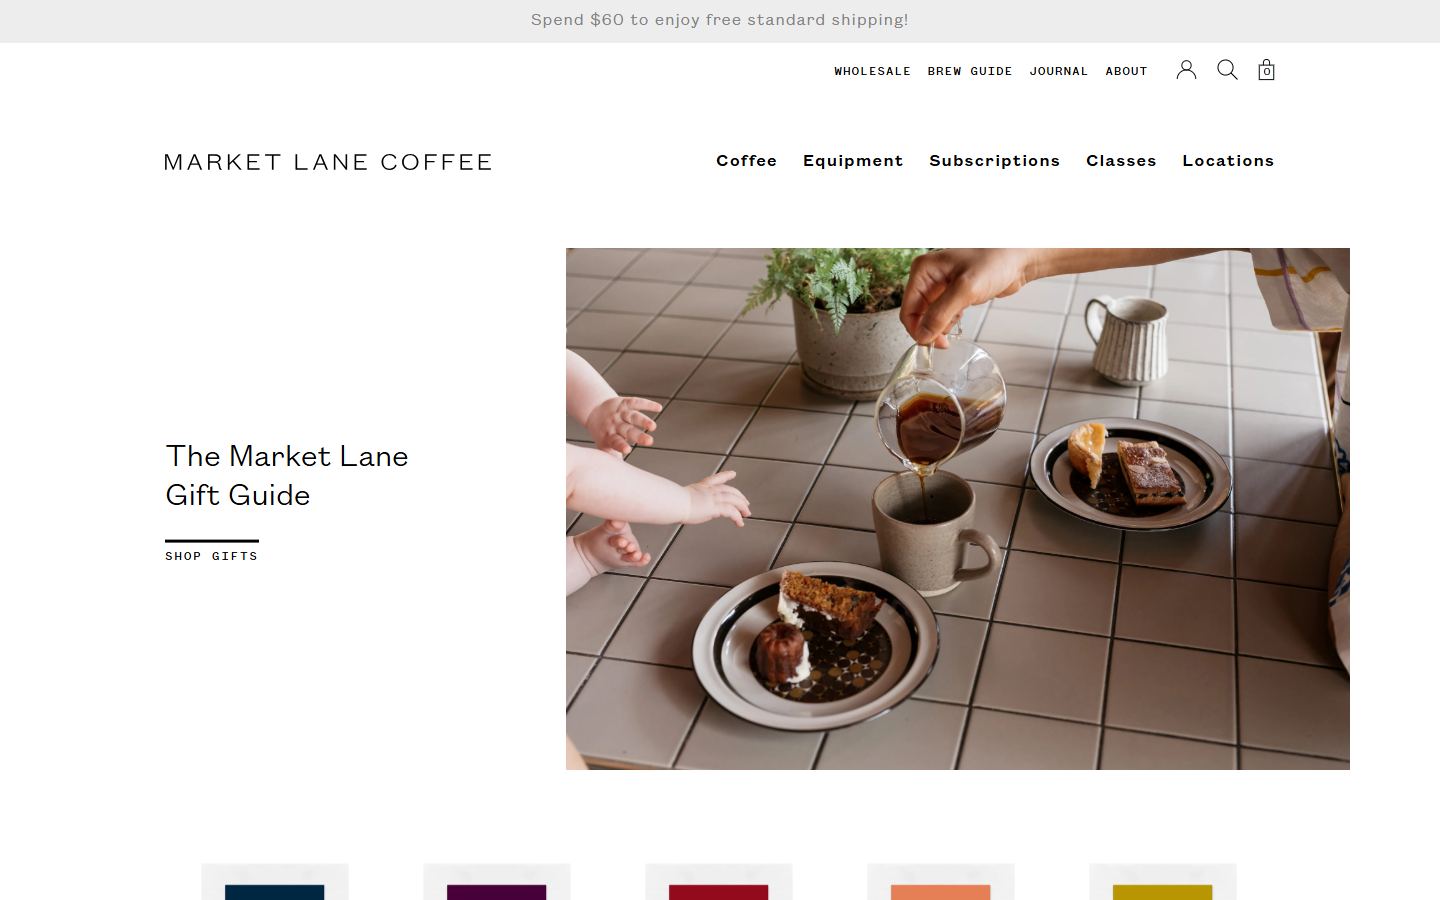 Spend $60 to enjoy free standard shipping!
WHOLESALE BREW GUIDE JOURNAL ABOUT 0
MARKET LANE COFFEE
Coffee Equipment Subscriptions Classes Locations
The Market Lane
Gift Guide
SHOP GIFTS